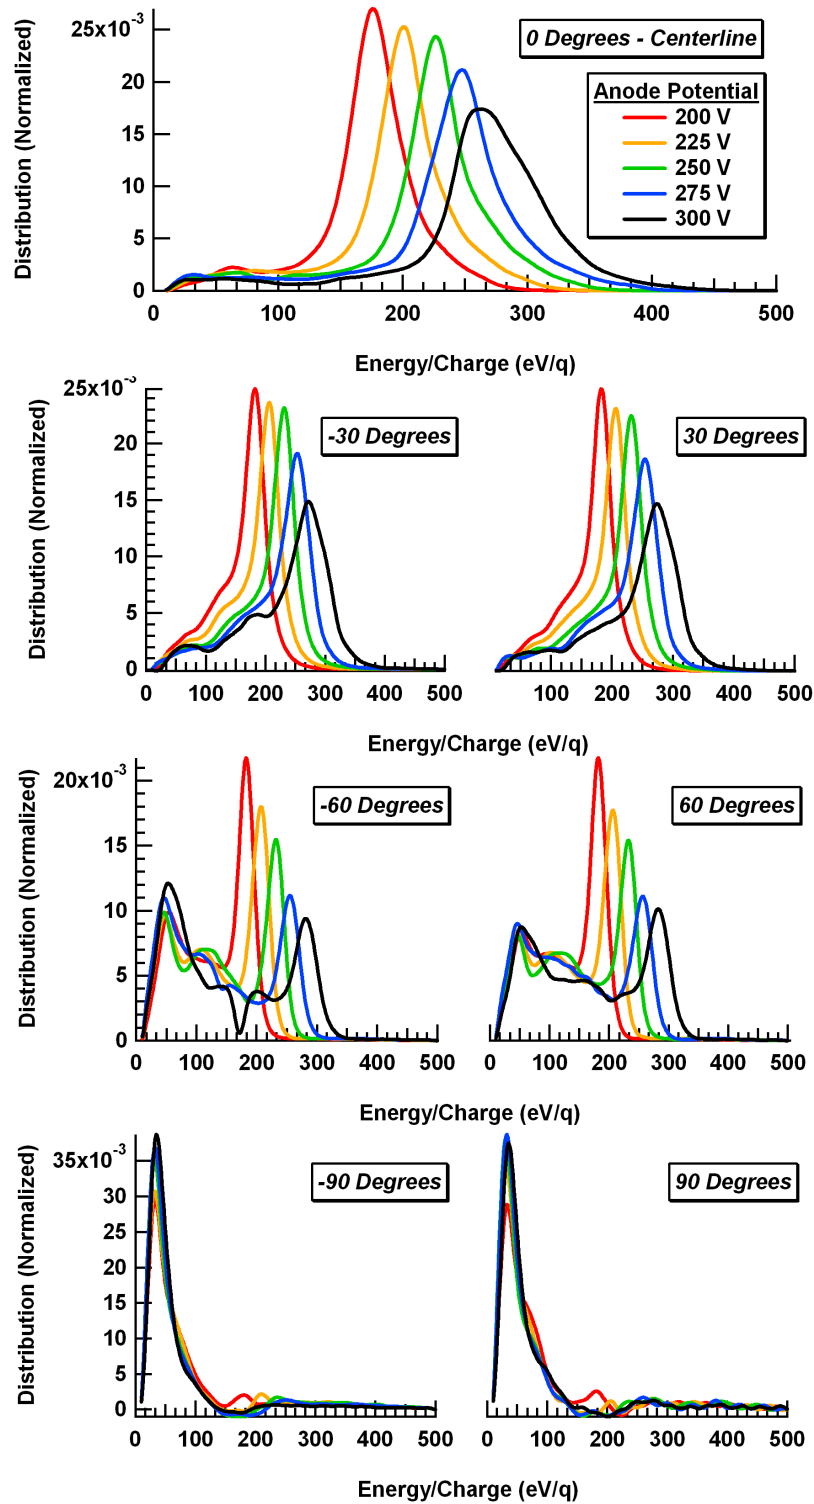 Distribution (Normalized)
25x10-3
20
15
10
5
0
0 100 200 300 400 500
Energy/Charge (eV/q)
0 Degrees - Centerline
Anode Potential
200 V
225 V
250 V
275 V
300 V
Distribution (Normalized)
25x10-3
20
15
10
5
0
-30 Degrees
30 Degrees
0 100 200 300 400 500
100 200 300 400 500
Energy/Charge (eV/q)
Distribution (Normalized)
20x10-3
15
10
5
0
-60 Degrees
60 Degrees
0 100 200 300 400 500
0 100 200 300 400 500
Energy/Charge (eV/q)
Distribution (Normalized)
35x10-3
30
25
20
15
10
5
0
-90 Degrees
90 Degrees
0 100 200 300 400 500
0 100 200 300 400 500
Energy/Charge (eV/q)